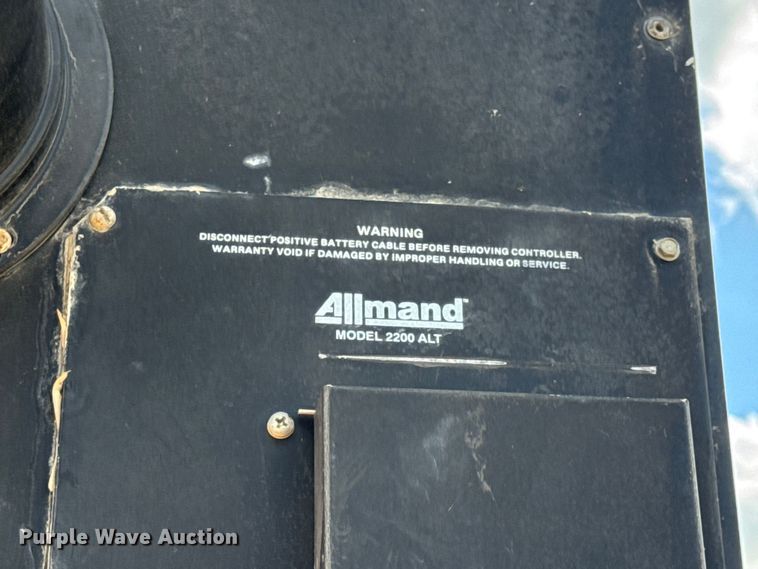 WARNING
DISCONNECT POSITIVE BATTERY CABLE BEFORE REMOVING CONTROLLER.
WARRANTY VOID IF DAMAGED BY IMPROPER HANDLING OR SERVICE.
Allmand™
MODEL 2200 ALT
Purple Wave Auction